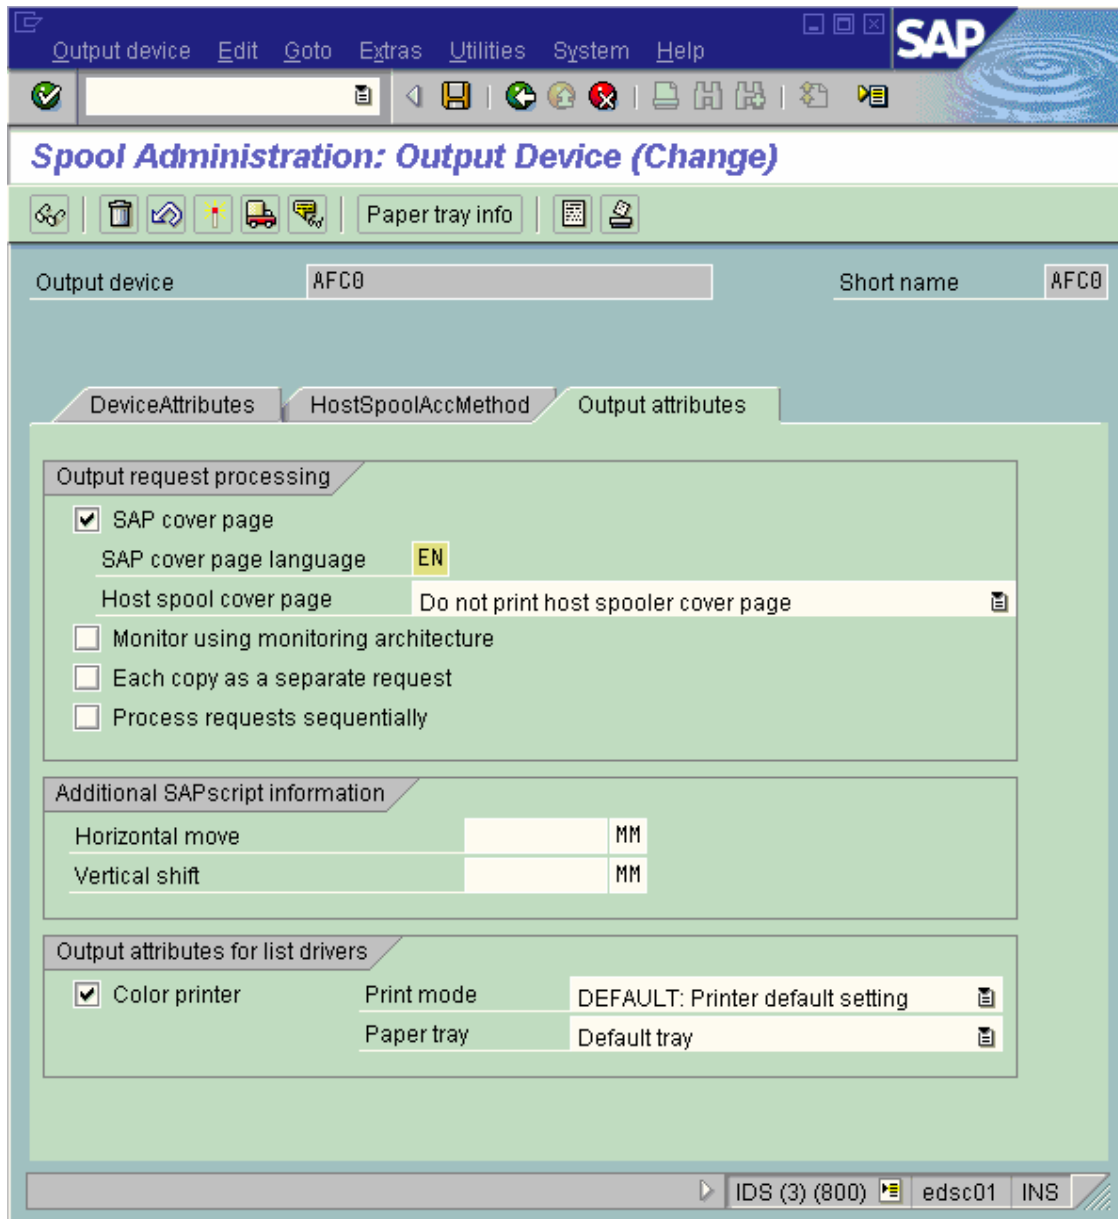 Output device Edit Goto Extras Utilities System Help
SAP
Spool Administration: Output Device (Change)
Paper tray info
Output device AFC0 Short name AFC0
DeviceAttributes HostSpoolAccMethod Output attributes
Output request processing
SAP cover page
SAP cover page language EN
Host spool cover page Do not print host spooler cover page
Monitor using monitoring architecture
Each copy as a separate request
Process requests sequentially
Additional SAPscript information
Horizontal move MM
Vertical shift MM
Output attributes for list drivers
Color printer Print mode DEFAULT: Printer default setting
Paper tray Default tray
IDS (3) (800) edsc01 INS